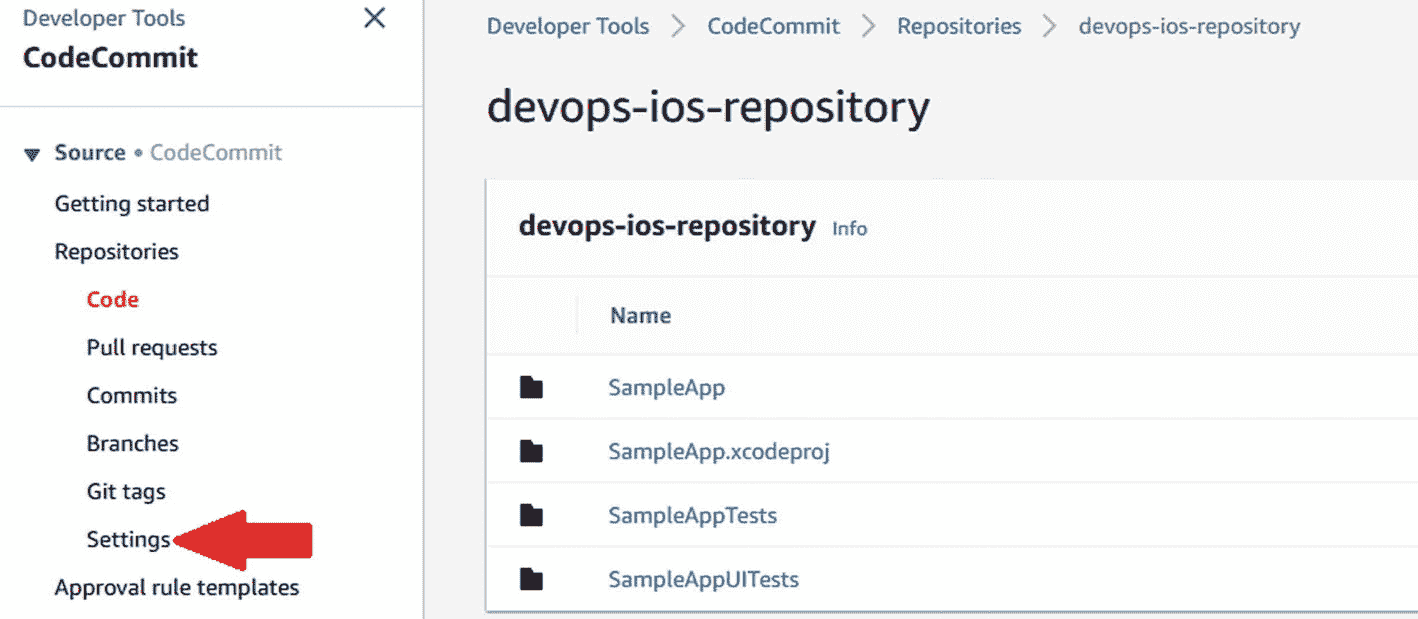 Developer Tools
CodeCommit
Source • CodeCommit
Getting started
Repositories
Code
Pull requests
Commits
Branches
Git tags
Settings
Approval rule templates
Developer Tools > CodeCommit > Repositories > devops-ios-repository
devops-ios-repository
devops-ios-repository Info
Name
SampleApp
SampleApp.xcodeproj
SampleAppTests
SampleAppUITests